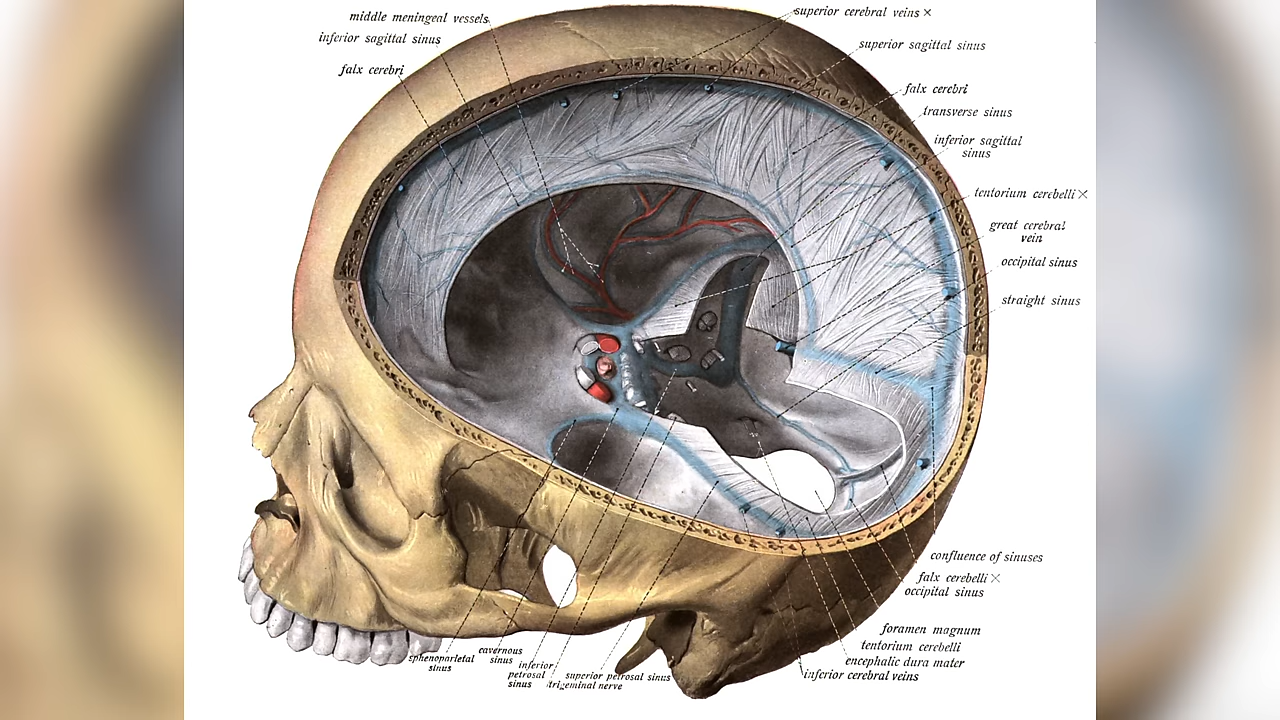 middle meningeal vessels
inferior sagittal sinus
falx cerebri
superior cerebral veins ×
superior sagittal sinus
falx cerebri
transverse sinus
inferior sagittal
sinus
tentorium cerebelli ×
great cerebral
vein
occipital sinus
straight sinus
confluence of sinuses
falx cerebelli ×
occipital sinus
foramen magnum
tentorium cerebelli
encephalic dura mater
inferior cerebral veins
sphenoparietal
sinus
cavernous
sinus
inferior
petrosal
sinus
superior petrosal sinus
trigeminal nerve